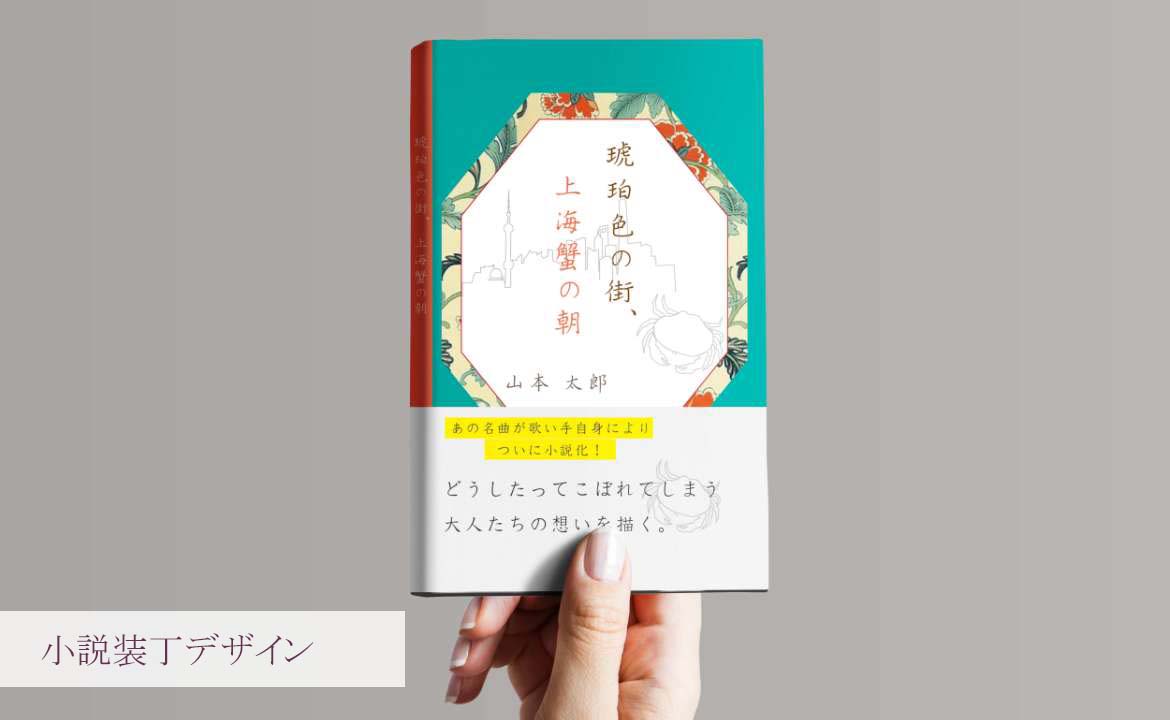 琥珀色の街、
上海蟹の朝
山本 太郎
琥珀色の街、上海蟹の朝
あの名曲が歌い手自身により
ついに小説化！
どうしたってこぼれてしまう
大人たちの想いを描く。
小説装丁デザイン